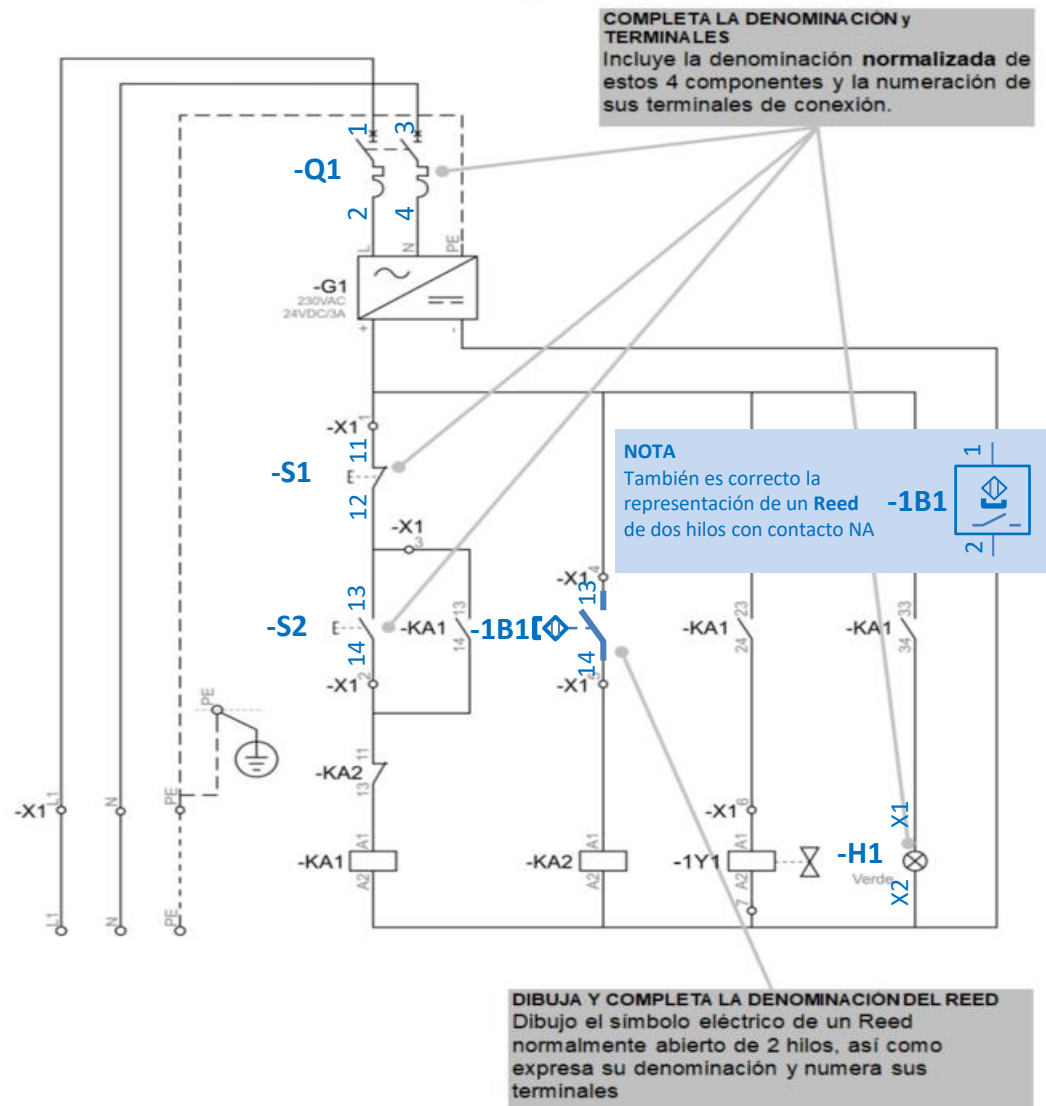 COMPLETA LA DENOMINACIÓN y
TERMINALES
Incluye la denominación normalizada de
estos 4 componentes y la numeración de
sus terminales de conexión.
1
3
-Q1
2
4
L
N
PE
-G1
230VAC
24VDC/3A
+
-
-X1
1
11
-S1
12
NOTA
También es correcto la
representación de un Reed
de dos hilos con contacto NA
-1B1
1
2
-X1
3
-X1
4
13
-S2
14
-KA1
13
14
-1B1
13
14
-KA1
23
24
-KA1
33
34
-X1
2
-X1
5
PE
-KA2
11
13
-X1
L1
N
PE
-X1
6
X1
-KA1
A1
A2
-KA2
A1
A2
-1Y1
A1
A2
-H1
Verde
X2
7
L1
N
PE
DIBUJA Y COMPLETA LA DENOMINACIÓN DEL REED
Dibujo el símbolo eléctrico de un Reed
normalmente abierto de 2 hilos, así como
expresa su denominación y numera sus
terminales